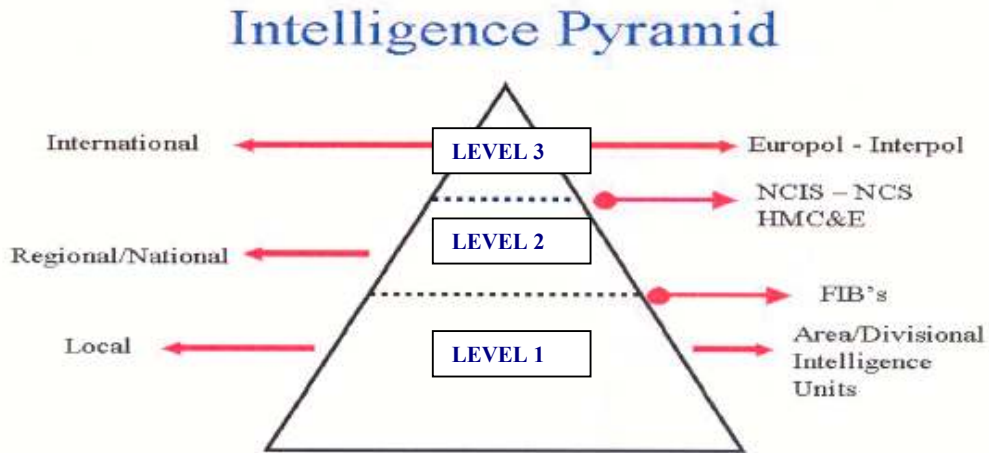 Intelligence Pyramid
International
LEVEL 3
Europol - Interpol
NCIS – NCS
HMC&E
Regional/National
LEVEL 2
FIB's
Local
LEVEL 1
Area/Divisional
Intelligence
Units